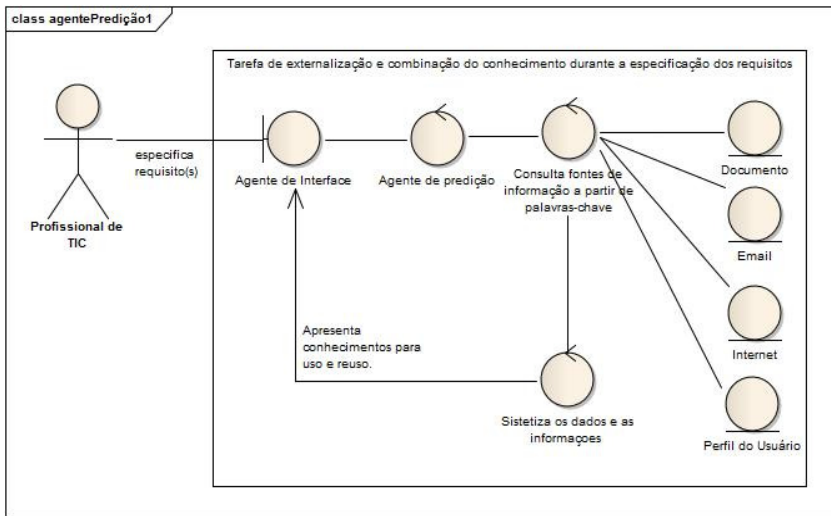 class agentePredição1
Tarefa de externalização e combinação do conhecimento durante a especificação dos requisitos
especifica
requisito(s)
Profissional de
TIC
Agente de Interface
Agente de predição
Consulta fontes de
informação a partir de
palavras-chave
Documento
Email
Internet
Perfil do Usuário
Apresenta
conhecimentos para
uso e reuso.
Sistetiza os dados e as
informaçoes